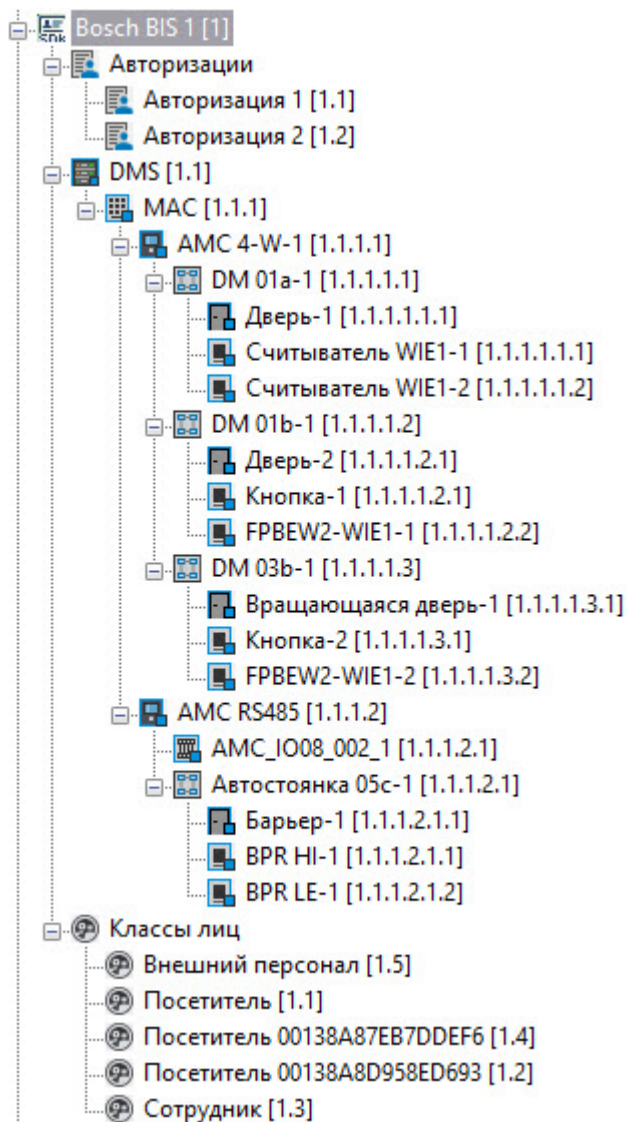 Bosch BIS 1 [1]
Авторизации
Авторизация 1 [1.1]
Авторизация 2 [1.2]
DMS [1.1]
MAC [1.1.1]
AMC 4-W-1 [1.1.1.1]
DM 01a-1 [1.1.1.1.1]
Дверь-1 [1.1.1.1.1.1]
Считыватель WIE1-1 [1.1.1.1.1.1]
Считыватель WIE1-2 [1.1.1.1.1.2]
DM 01b-1 [1.1.1.1.2]
Дверь-2 [1.1.1.1.2.1]
Кнопка-1 [1.1.1.1.2.1]
FPBEW2-WIE1-1 [1.1.1.1.2.2]
DM 03b-1 [1.1.1.1.3]
Вращающаяся дверь-1 [1.1.1.1.3.1]
Кнопка-2 [1.1.1.1.3.1]
FPBEW2-WIE1-2 [1.1.1.1.3.2]
AMC RS485 [1.1.1.2]
AMC_IO08_002_1 [1.1.1.2.1]
Автостоянка 05c-1 [1.1.1.2.1]
Барьер-1 [1.1.1.2.1.1]
BPR HI-1 [1.1.1.2.1.1]
BPR LE-1 [1.1.1.2.1.2]
Классы лиц
Внешний персонал [1.5]
Посетитель [1.1]
Посетитель 00138A87EB7DDEF6 [1.4]
Посетитель 00138A8D958ED693 [1.2]
Сотрудник [1.3]